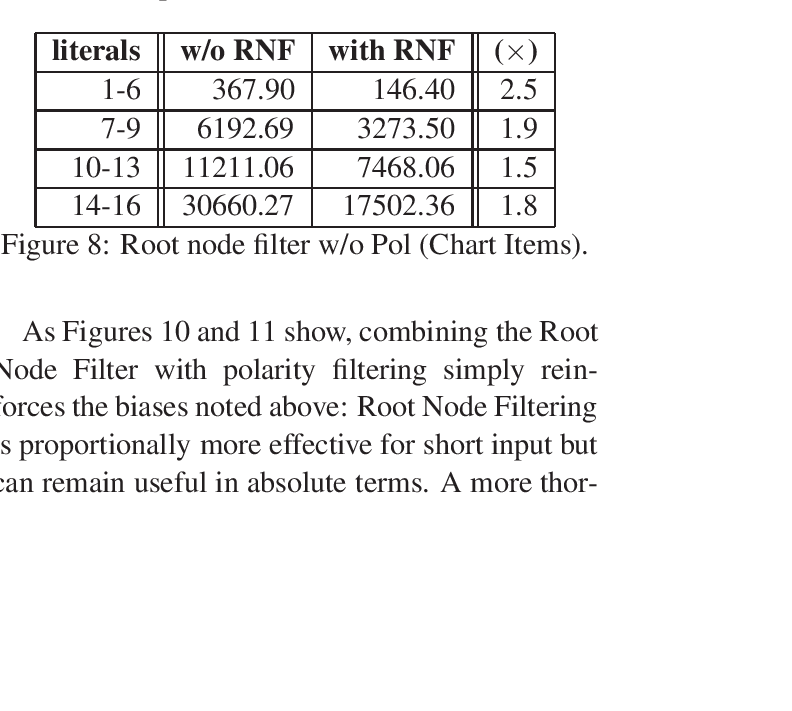 literals w/o RNF with RNF (×)
1-6 367.90 146.40 2.5
7-9 6192.69 3273.50 1.9
10-13 11211.06 7468.06 1.5
14-16 30660.27 17502.36 1.8
Figure 8: Root node filter w/o Pol (Chart Items).
As Figures 10 and 11 show, combining the Root
Node Filter with polarity filtering simply rein-
forces the biases noted above: Root Node Filtering
s proportionally more effective for short input but
can remain useful in absolute terms. A more thor-